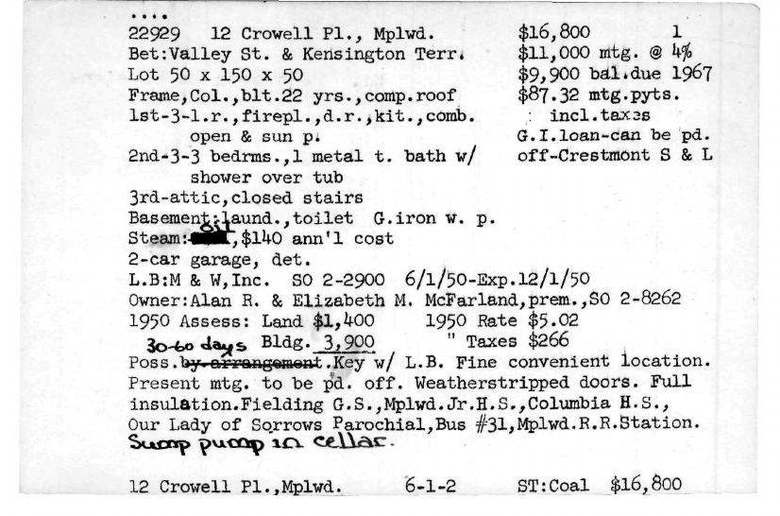 ....
22929 12 Crowell Pl., Mplwd. $16,800 1
Bet:Valley St. & Kensington Terr. $11,000 mtg. @ 4%
Lot 50 x 150 x 50 $9,900 bal.due 1967
Frame,Col.,blt.22 yrs.,comp.roof $87.32 mtg.pyts.
1st-3-l.r.,firepl.,d.r.,kit.,comb. incl.taxes
open & sun p. G.I.loan-can be pd.
2nd-3-3 bedrms.,1 metal t. bath w/ off-Crestmont S & L
shower over tub
3rd-attic,closed stairs
Basement:laund.,toilet G.iron w. p.
Steam:oil,$140 ann'l cost
2-car garage, det.
L.B:M & W,Inc. SO 2-2900 6/1/50-Exp.12/1/50
Owner:Alan R. & Elizabeth M. McFarland,prem.,SO 2-8262
1950 Assess: Land $1,400 1950 Rate $5.02
30-60 days Bldg. 3,900 " Taxes $266
Poss.by arrangement.Key w/ L.B. Fine convenient location.
Present mtg. to be pd. off. Weatherstripped doors. Full
insulation.Fielding G.S.,Mplwd.Jr.H.S.,Columbia H.S.,
Our Lady of Sorrows Parochial,Bus #31,Mplwd.R.R.Station.
Sump pump in cellar.
12 Crowell Pl.,Mplwd. 6-1-2 ST:Coal $16,800